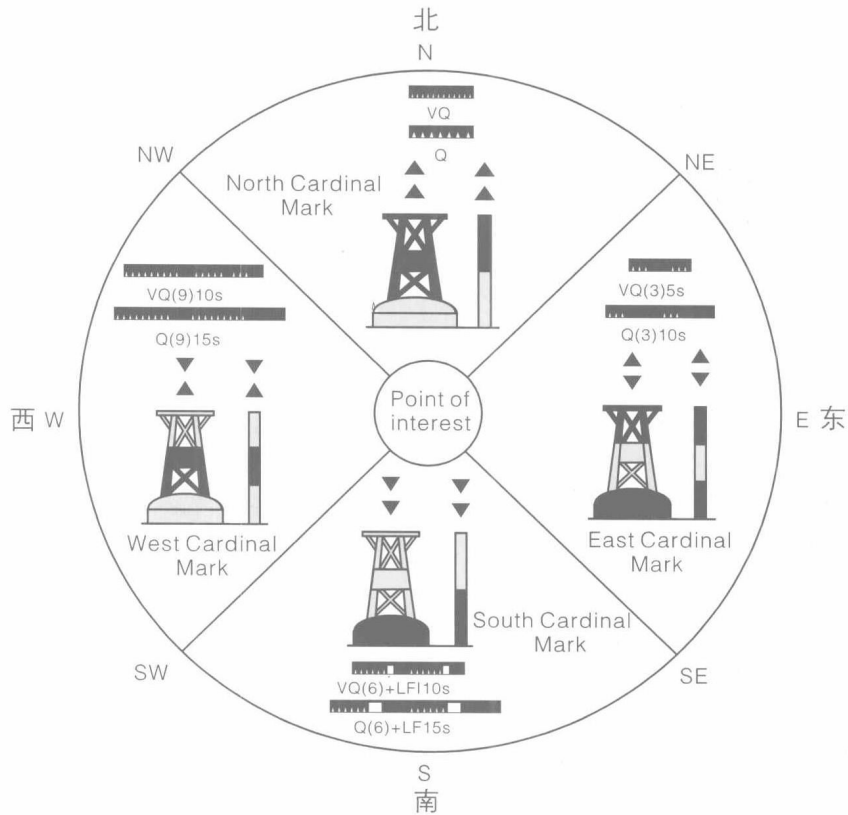 北
N
VQ
Q
NW
NE
North Cardinal
Mark
VQ(9)10s
Q(9)15s
VQ(3)5s
Q(3)10s
西 W
Point of
interest
E 东
West Cardinal
Mark
East Cardinal
Mark
South Cardinal
Mark
SW
SE
VQ(6)+LFI10s
Q(6)+LF15s
S
南